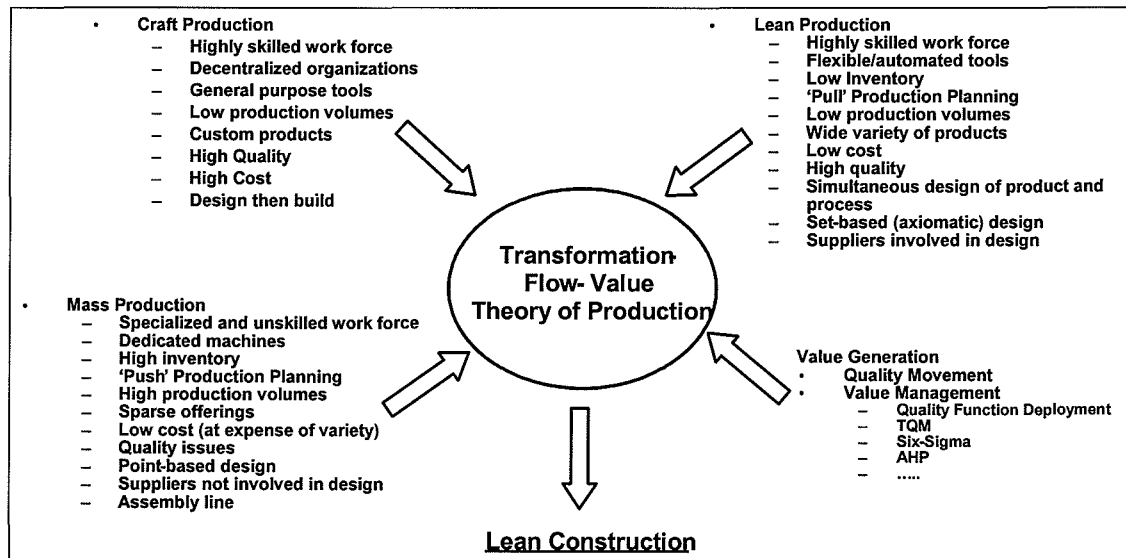 • Craft Production
– Highly skilled work force
– Decentralized organizations
– General purpose tools
– Low production volumes
– Custom products
– High Quality
– High Cost
– Design then build
• Lean Production
– Highly skilled work force
– Flexible/automated tools
– Low Inventory
– 'Pull' Production Planning
– Low production volumes
– Wide variety of products
– Low cost
– High quality
– Simultaneous design of product and
process
– Set-based (axiomatic) design
– Suppliers involved in design
Transformation-
Flow- Value
Theory of Production
• Mass Production
– Specialized and unskilled work force
– Dedicated machines
– High inventory
– 'Push' Production Planning
– High production volumes
– Sparse offerings
– Low cost (at expense of variety)
– Quality issues
– Point-based design
– Suppliers not involved in design
– Assembly line
Value Generation
• Quality Movement
• Value Management
– Quality Function Deployment
– TQM
– Six-Sigma
– AHP
– .....
Lean Construction